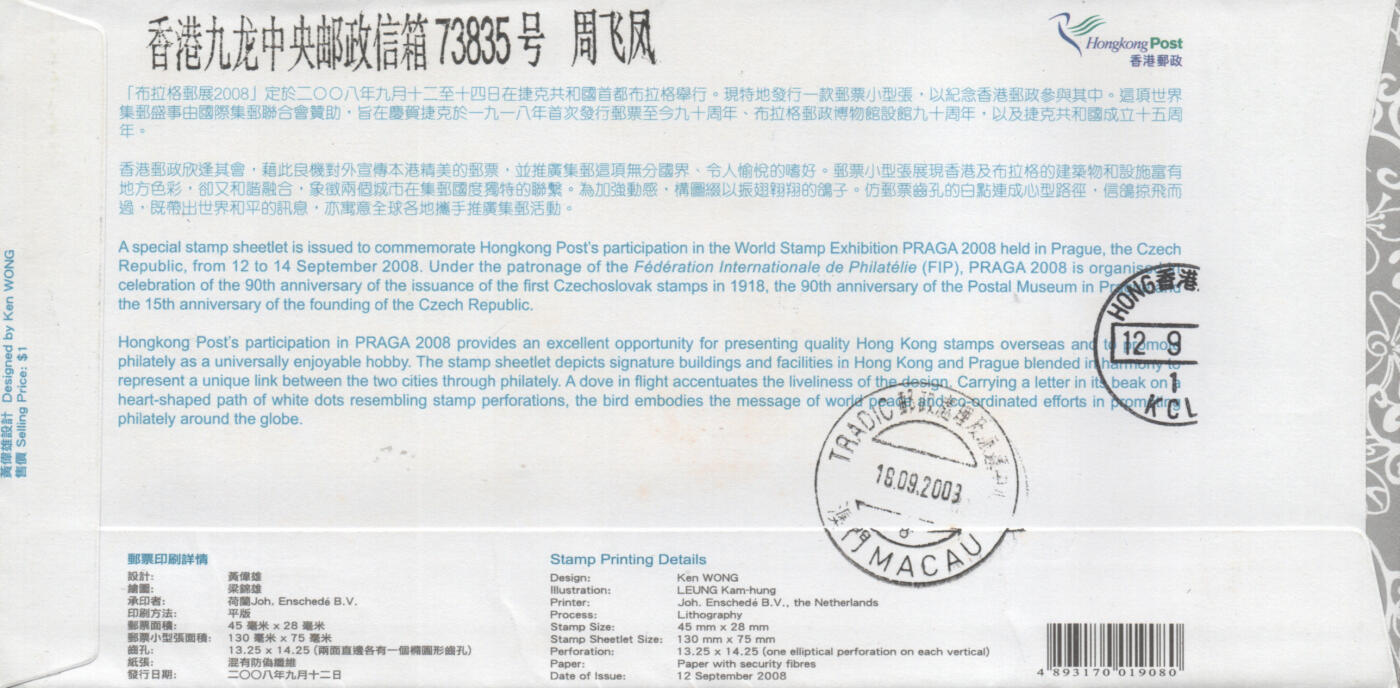 香港九龙中央邮政信箱73835号 周飞凤
Hongkong Post
香港郵政
「布拉格郵展2008」定於二〇〇八年九月十二至十四日在捷克共和國首都布拉格舉行。現特地發行一款郵票小型張，以紀念香港郵政參與其中。這項世界
集郵盛事由國際集郵聯合會贊助，旨在慶賀捷克於一九一八年首次發行郵票至今九十周年、布拉格郵政博物館設館九十周年，以及捷克共和國成立十五周
年。
香港郵政欣逢其會，藉此良機對外宣傳本港精美的郵票，並推廣集郵這項無分國界、令人愉悅的嗜好。郵票小型張展現香港及布拉格的建築物和設施富有
地方色彩，卻又和諧融合，象徵兩個城市在集郵國度獨特的聯繫。為加強動感，構圖綴以振翅翱翔的鴿子。仿郵票齒孔的白點連成心型路徑，信鴿掠飛而
過，既帶出世界和平的訊息，亦寓意全球各地攜手推廣集郵活動。
A special stamp sheetlet is issued to commemorate Hongkong Post's participation in the World Stamp Exhibition PRAGA 2008 held in Prague, the Czech
Republic, from 12 to 14 September 2008. Under the patronage of the Fédération Internationale de Philatélie (FIP), PRAGA 2008 is organised in
celebration of the 90th anniversary of the issuance of the first Czechoslovak stamps in 1918, the 90th anniversary of the Postal Museum in Prague and
the 15th anniversary of the founding of the Czech Republic.
Hongkong Post's participation in PRAGA 2008 provides an excellent opportunity for presenting quality Hong Kong stamps overseas and to promote
philately as a universally enjoyable hobby. The stamp sheetlet depicts signature buildings and facilities in Hong Kong and Prague blended in harmony to
represent a unique link between the two cities through philately. A dove in flight accentuates the liveliness of the design. Carrying a letter in its beak on a
heart-shaped path of white dots resembling stamp perforations, the bird embodies the message of world peace and co-ordinated efforts in promoting
philately around the globe.
黃偉雄設計 Designed by Ken WONG
售價 Selling Price: $1
HONG 香港
12 9
1
KCL
TRADIC 郵政
18.09.2008
8
澳門 MACAU
郵票印刷詳情
設計: 黃偉雄
繪圖: 梁錦雄
承印者: 荷蘭Joh. Enschedé B.V.
印刷方法: 平版
郵票面積: 45 毫米 x 28 毫米
郵票小型張面積: 130 毫米 x 75 毫米
齒孔: 13.25 x 14.25 (兩面直邊各有一個橢圓形齒孔)
紙張: 混有防偽纖維
發行日期: 二〇〇八年九月十二日
Stamp Printing Details
Design: Ken WONG
Illustration: LEUNG Kam-hung
Printer: Joh. Enschedé B.V., the Netherlands
Process: Lithography
Stamp Size: 45 mm x 28 mm
Stamp Sheetlet Size: 130 mm x 75 mm
Perforation: 13.25 x 14.25 (one elliptical perforation on each vertical)
Paper: Paper with security fibres
Date of Issue: 12 September 2008
4 893170 019080